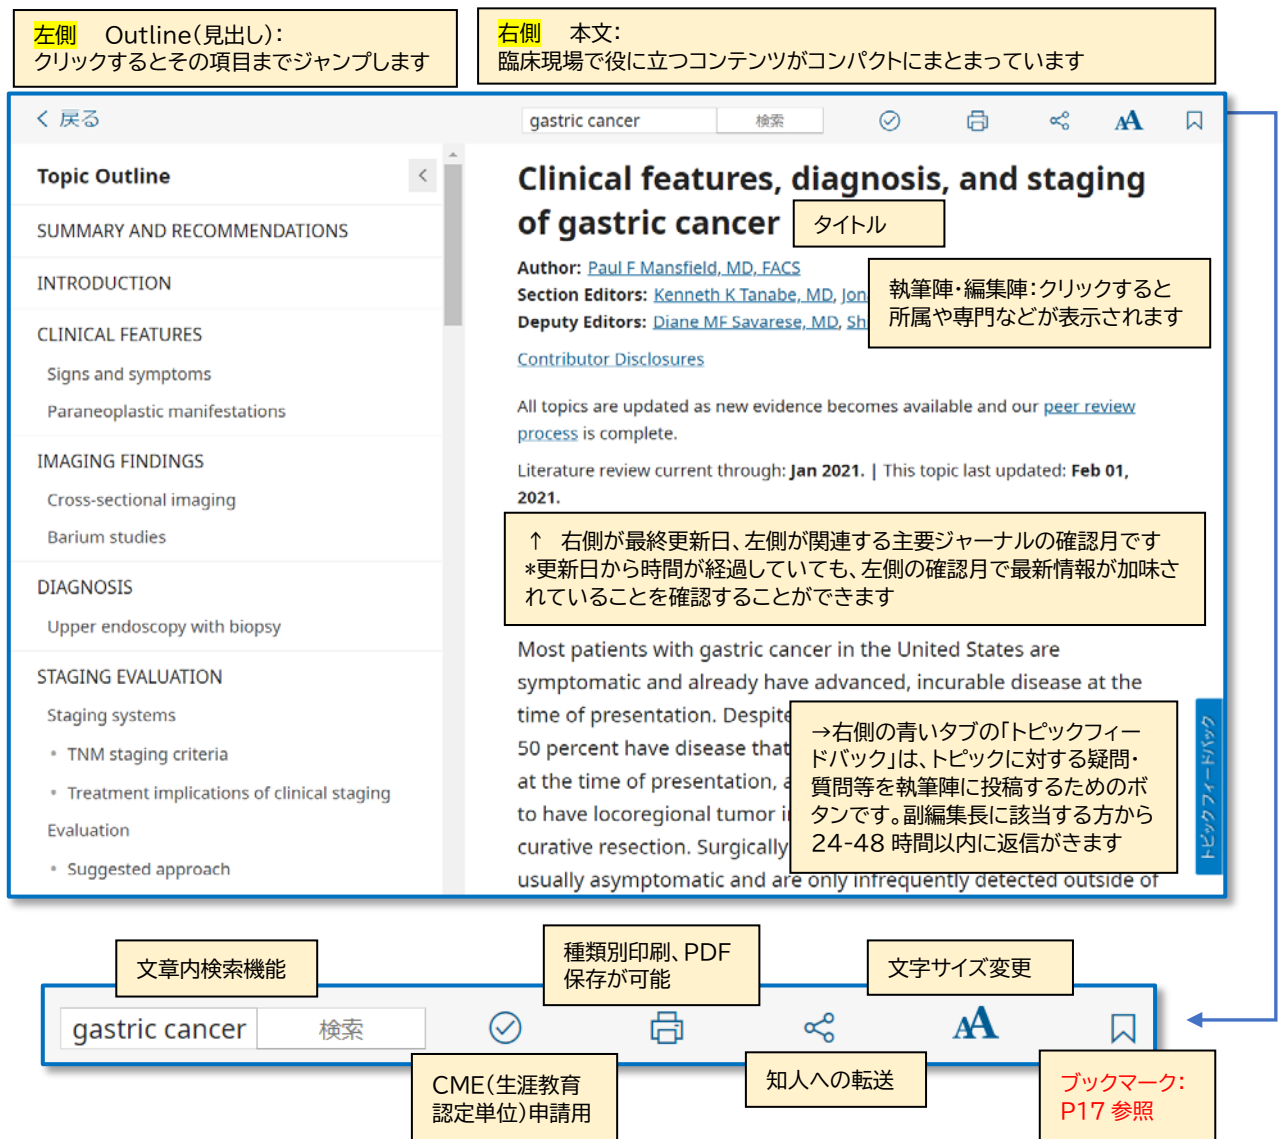 左側　Outline(見出し):
クリックするとその項目までジャンプします
右側　本文:
臨床現場で役に立つコンテンツがコンパクトにまとまっています
戻る
gastric cancer 検索
Topic Outline
SUMMARY AND RECOMMENDATIONS
INTRODUCTION
CLINICAL FEATURES
Signs and symptoms
Paraneoplastic manifestations
IMAGING FINDINGS
Cross-sectional imaging
Barium studies
DIAGNOSIS
Upper endoscopy with biopsy
STAGING EVALUATION
Staging systems
• TNM staging criteria
• Treatment implications of clinical staging
Evaluation
• Suggested approach
Clinical features, diagnosis, and staging
of gastric cancer
タイトル
Author: Paul F Mansfield, MD, FACS
Section Editors: Kenneth K Tanabe, MD, Jon
Deputy Editors: Diane MF Savarese, MD, Sh
執筆陣・編集陣:クリックすると
所属や専門などが表示されます
Contributor Disclosures
All topics are updated as new evidence becomes available and our peer review
process is complete.
Literature review current through: Jan 2021. | This topic last updated: Feb 01,
2021.
↑　右側が最終更新日、左側が関連する主要ジャーナルの確認月です
*更新日から時間が経過していても、左側の確認月で最新情報が加味さ
れていることを確認することができます
Most patients with gastric cancer in the United States are
symptomatic and already have advanced, incurable disease at the
time of presentation. Despite
50 percent have disease that
at the time of presentation, a
to have locoregional tumor i
curative resection. Surgically
usually asymptomatic and are only infrequently detected outside of
→右側の青いタブの「トピックフィー
ドバック」は、トピックに対する疑問・
質問等を執筆陣に投稿するためのボ
タンです。副編集長に該当する方から
24-48 時間以内に返信がきます
トピックフィードバック
文章内検索機能
種類別印刷、PDF
保存が可能
文字サイズ変更
gastric cancer 検索
AA
CME(生涯教育
認定単位)申請用
知人への転送
ブックマーク:
P17 参照